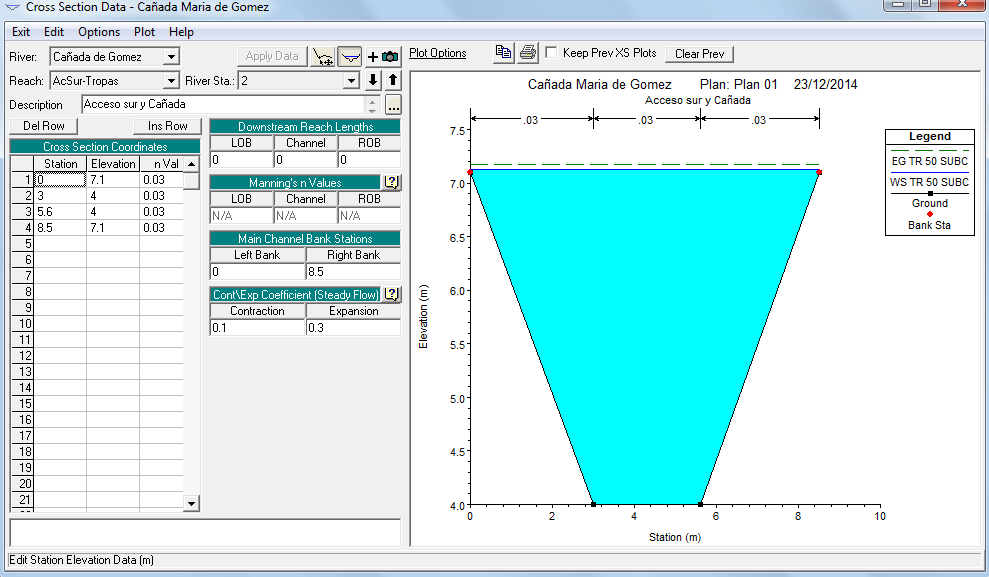 Cross Section Data - Cañada Maria de Gomez
Exit Edit Options Plot Help
River: Cañada de Gomez Apply Data Plot Options Keep Prev XS Plots Clear Prev
Reach: AcSur-Tropas River Sta.: 2
Description Acceso sur y Cañada ...
Del Row Ins Row
Cross Section Coordinates
Station Elevation n Val
1 0 7.1 0.03
2 3 4 0.03
3 5.6 4 0.03
4 8.5 7.1 0.03
5
6
7
8
9
10
11
12
13
14
15
16
17
18
19
20
21
Downstream Reach Lengths
LOB Channel ROB
0 0 0
Manning's n Values ?
LOB Channel ROB
N/A N/A N/A
Main Channel Bank Stations
Left Bank Right Bank
0 8.5
Cont\Exp Coefficient (Steady Flow) ?
Contraction Expansion
0.1 0.3
Cañada Maria de Gomez Plan: Plan 01 23/12/2014
Acceso sur y Cañada
.03 .03 .03
7.5
7.0
6.5
6.0
5.5
5.0
4.5
4.0
Elevation (m)
0 2 4 6 8 10
Station (m)
Legend
EG TR 50 SUBC
WS TR 50 SUBC
Ground
Bank Sta
Edit Station Elevation Data (m)